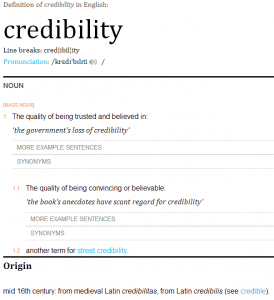 Definition of credibility in English:
credibility
Line breaks: cred|¦ibil¦ity
Pronunciation: /krɛdɪˈbɪlɪti /
NOUN
[MASS NOUN]
1 The quality of being trusted and believed in:
‘the government’s loss of credibility’
MORE EXAMPLE SENTENCES
SYNONYMS
1.1 The quality of being convincing or believable:
‘the book’s anecdotes have scant regard for credibility’
MORE EXAMPLE SENTENCES
SYNONYMS
1.2 another term for street credibility.
Origin
mid 16th century: from medieval Latin credibilitas, from Latin credibilis (see credible).